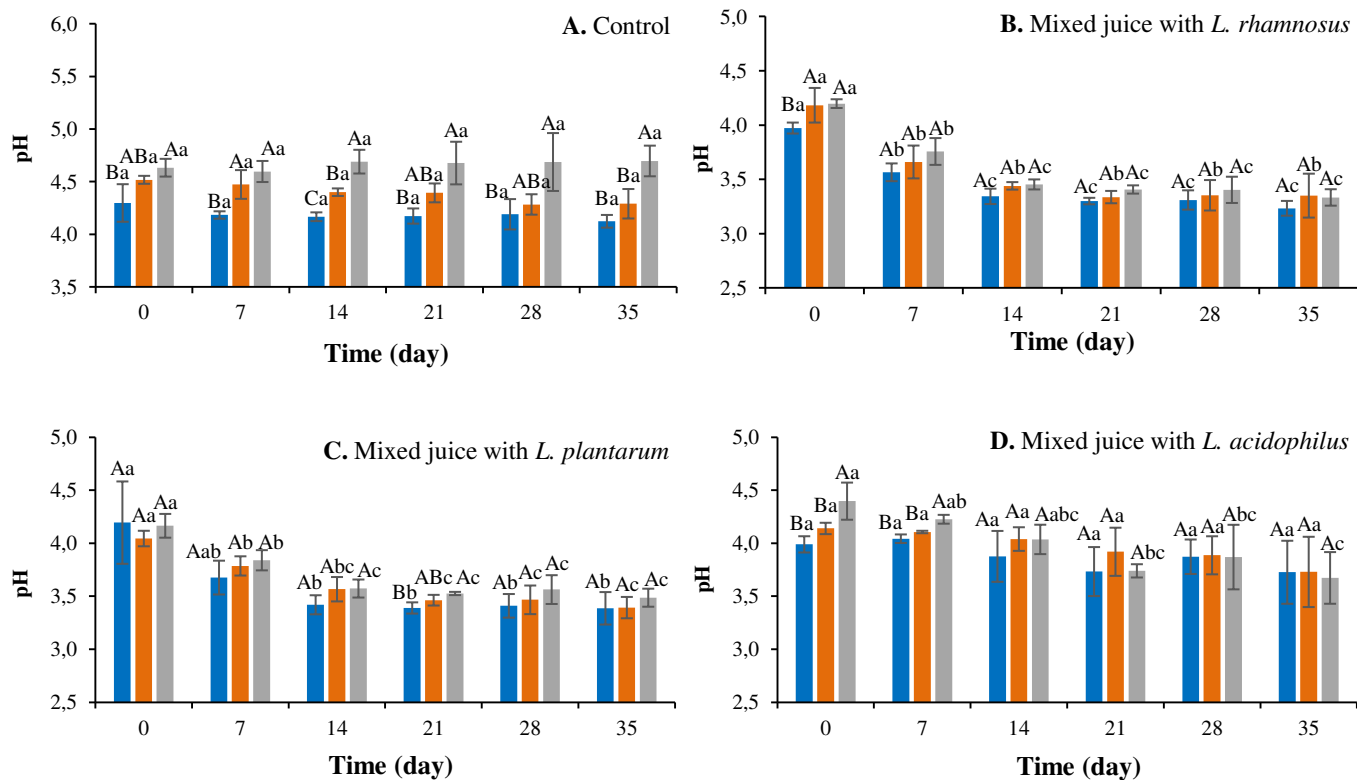 A. Control
6,0
5,5
5,0
4,5
4,0
3,5
pH
Ba ABa Aa
Ba Aa Aa
Ca Ba Aa
Ba ABa Aa
Ba ABa Aa
Ba Ba Aa
0 7 14 21 28 35
Time (day)
B. Mixed juice with L. rhamnosus
5,0
4,5
4,0
3,5
3,0
2,5
pH
Ba Aa Aa
Ab Ab Ab
Ac Ab Ac
Ac Ab Ac
Ac Ab Ac
Ac Ab Ac
0 7 14 21 28 35
Time (day)
C. Mixed juice with L. plantarum
5,0
4,5
4,0
3,5
3,0
2,5
pH
Aa Aa Aa
Aab Ab Ab
Ab Abc Ac
Bb ABc Ac
Ab Ac Ac
Ab Ac Ac
0 7 14 21 28 35
Time (day)
D. Mixed juice with L. acidophilus
5,0
4,5
4,0
3,5
3,0
2,5
pH
Ba Ba Aa
Ba Ba Aab
Aa Aa Aabc
Aa Aa Abc
Aa Aa Abc
Aa Aa Ac
0 7 14 21 28 35
Time (day)